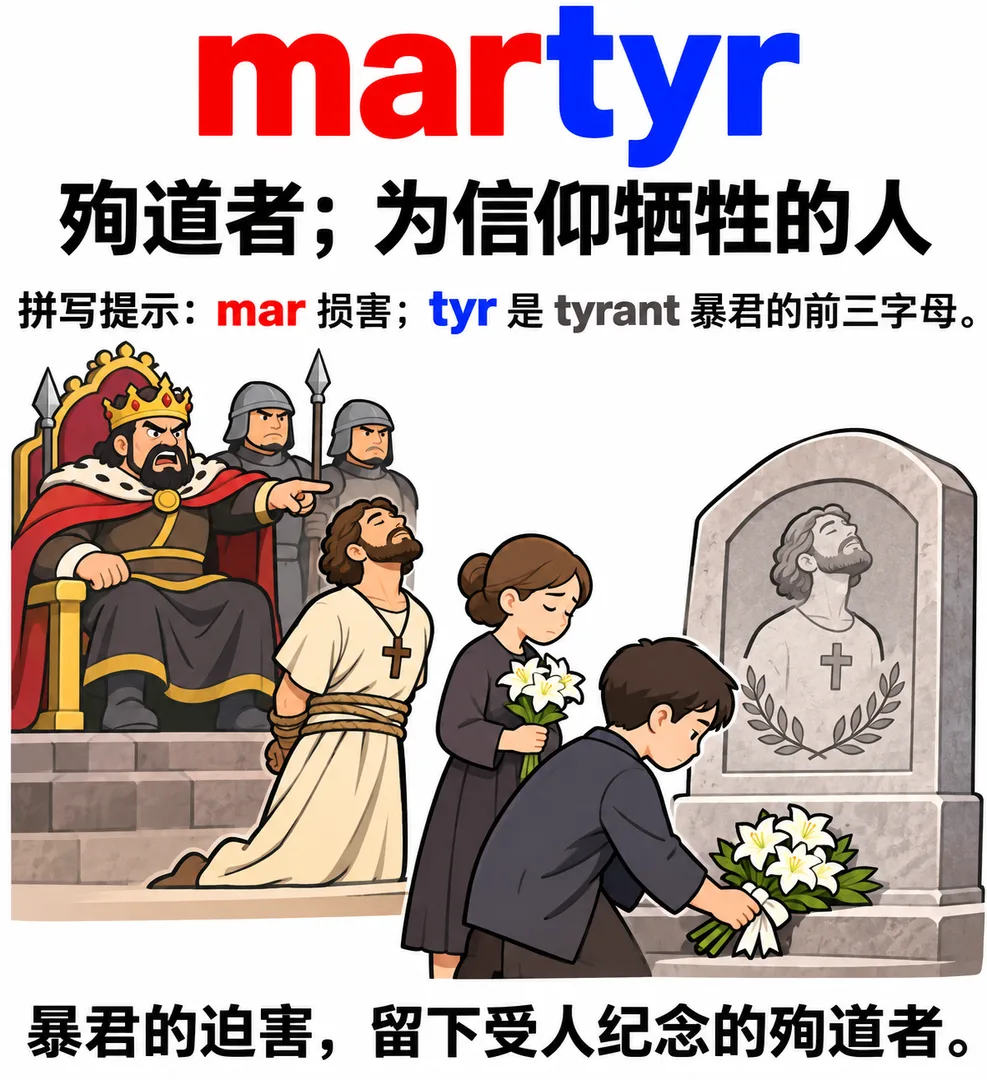 martyr
殉道者；为信仰牺牲的人
拼写提示：mar 损害；tyr 是 tyrant 暴君的前三字母。
暴君的迫害，留下受人纪念的殉道者。